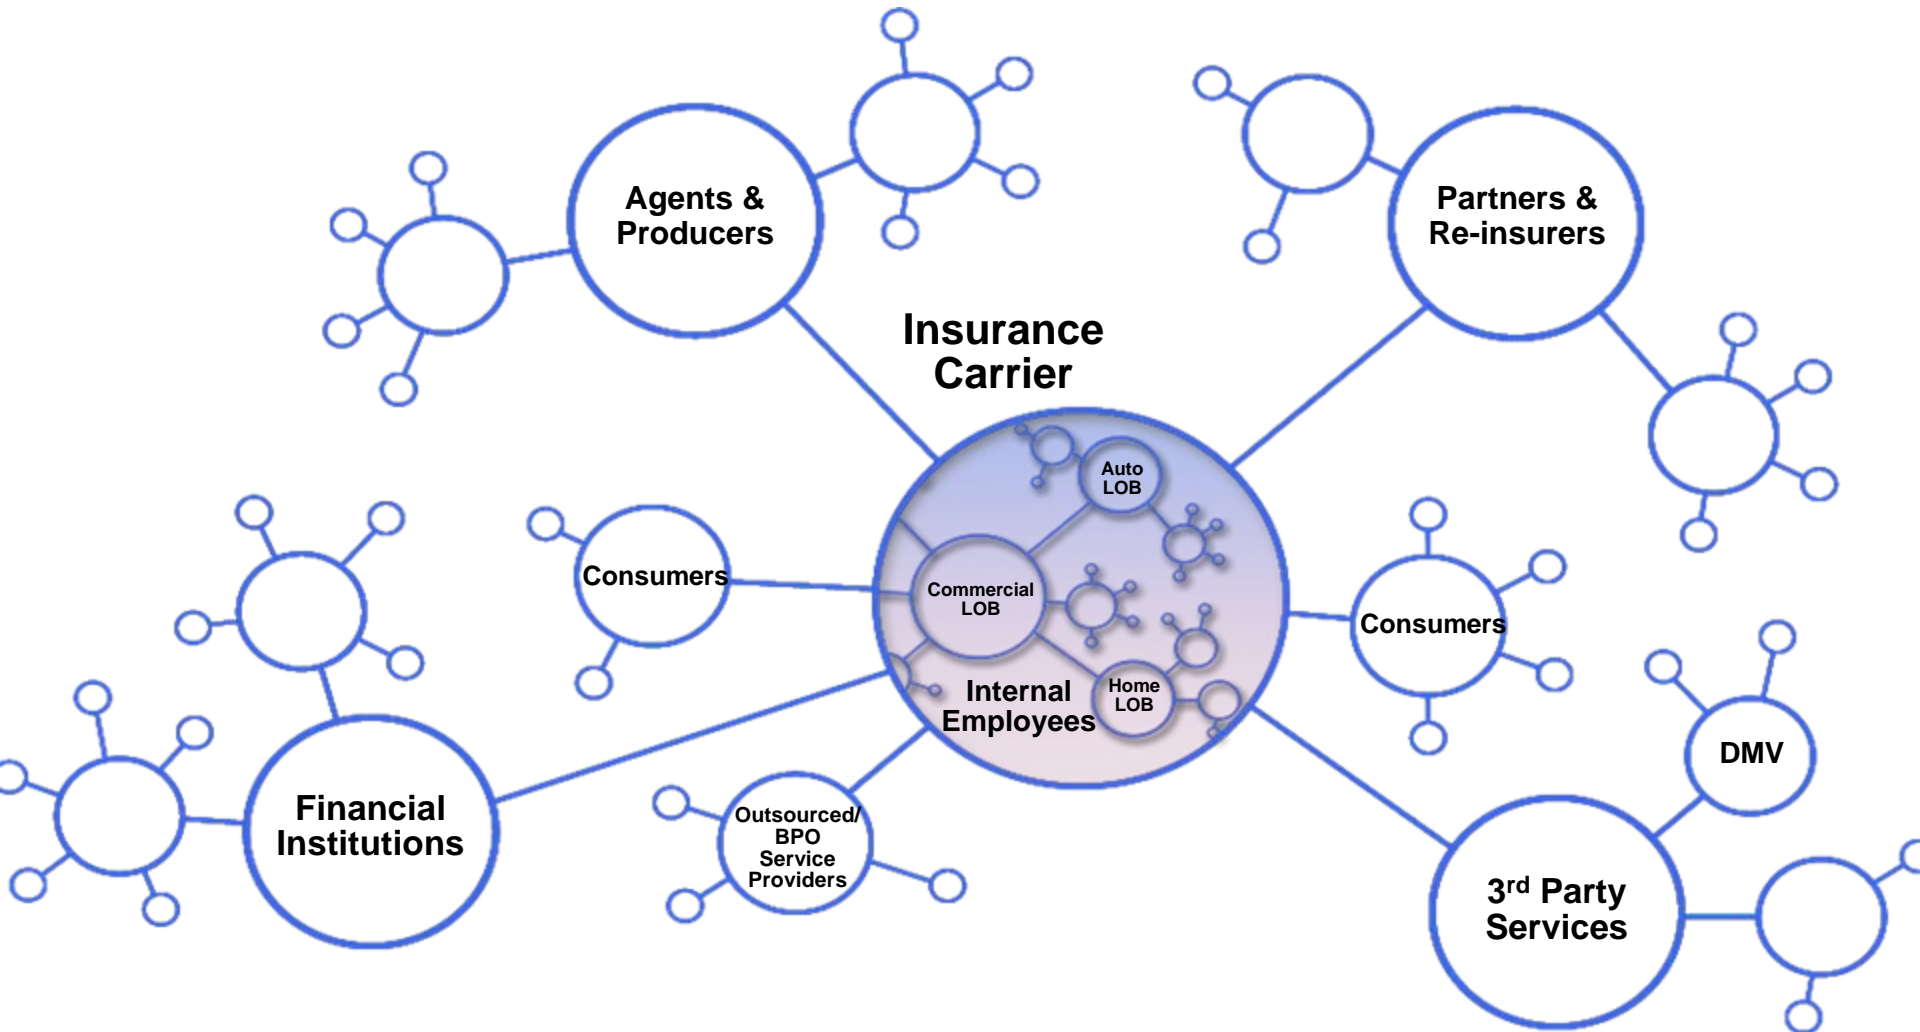 Agents &
Producers
Partners &
Re-insurers
Insurance
Carrier
Auto
LOB
Consumers
Commercial
LOB
Consumers
Internal
Employees
Home
LOB
DMV
Financial
Institutions
Outsourced/
BPO
Service
Providers
3rd Party
Services